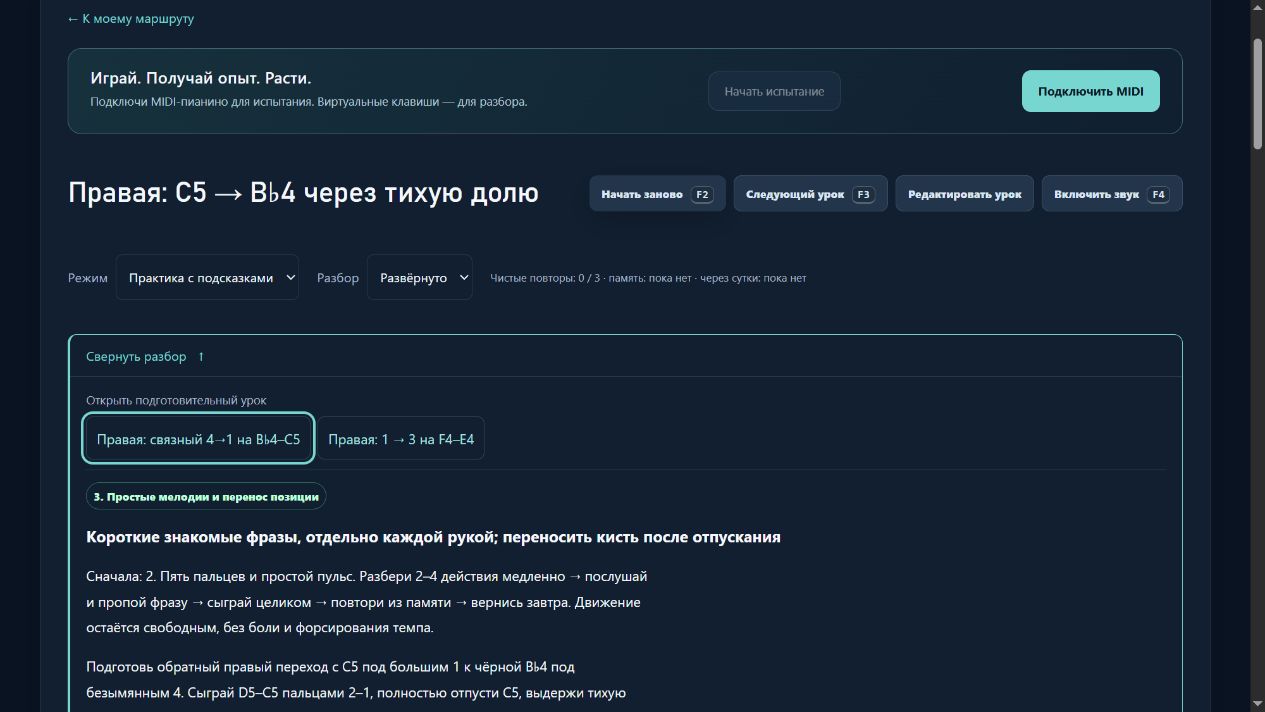 ← К моему маршруту
Играй. Получай опыт. Расти.
Подключи MIDI-пианино для испытания. Виртуальные клавиши — для разбора.
Начать испытание
Подключить MIDI
Правая: C5 → B♭4 через тихую долю
Начать заново F2
Следующий урок F3
Редактировать урок
Включить звук F4
Режим Практика с подсказками Разбор Развёрнуто Чистые повторы: 0 / 3 · память: пока нет · через сутки: пока нет
Свернуть разбор ↑
Открыть подготовительный урок
Правая: связный 4→1 на B♭4–C5
Правая: 1 → 3 на F4–E4
3. Простые мелодии и перенос позиции
Короткие знакомые фразы, отдельно каждой рукой; переносить кисть после отпускания
Сначала: 2. Пять пальцев и простой пульс. Разбери 2–4 действия медленно → послушай
и пропой фразу → сыграй целиком → повтори из памяти → вернись завтра. Движение
остаётся свободным, без боли и форсирования темпа.
Подготовь обратный правый переход с C5 под большим 1 к чёрной B♭4 под
безымянным 4. Сыграй D5–C5 пальцами 2–1, полностью отпусти C5, выдержи тихую